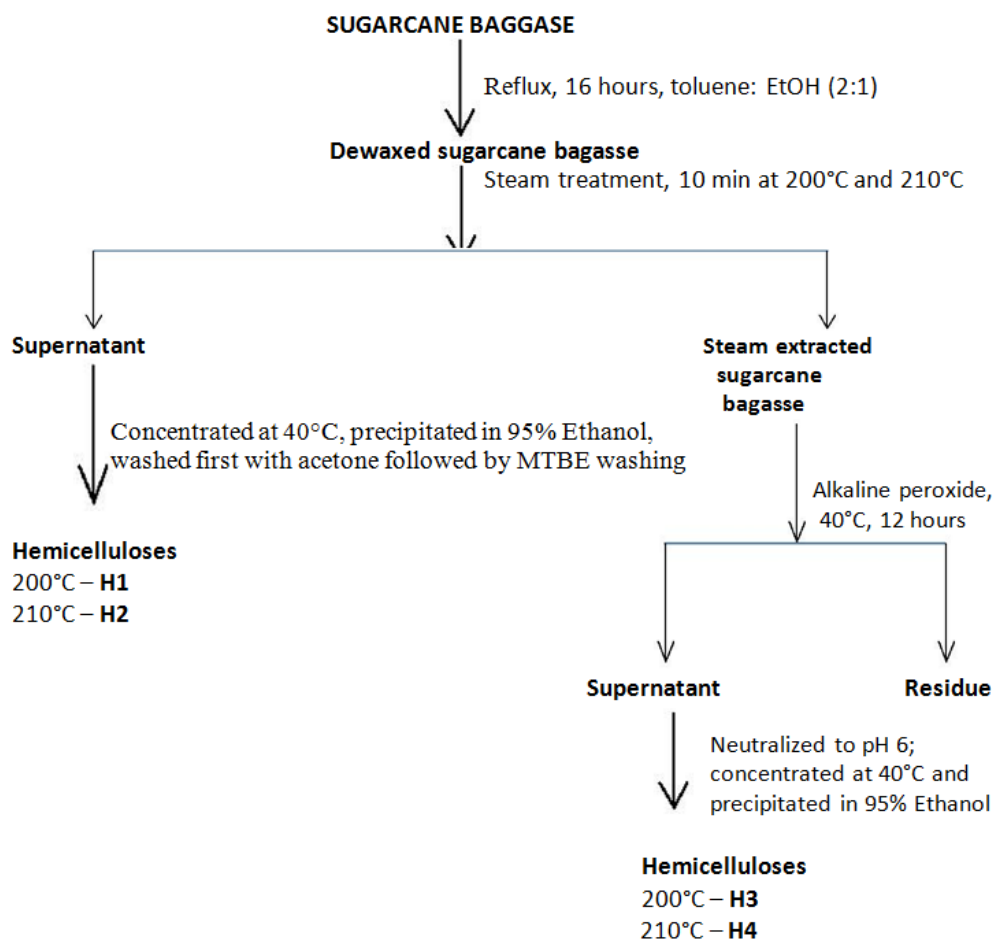 SUGARCANE BAGGASE
Reflux, 16 hours, toluene: EtOH (2:1)
Dewaxed sugarcane bagasse
Steam treatment, 10 min at 200°C and 210°C
Supernatant
Concentrated at 40°C, precipitated in 95% Ethanol,
washed first with acetone followed by MTBE washing
Hemicelluloses
200°C – H1
210°C – H2
Steam extracted
sugarcane
bagasse
Alkaline peroxide,
40°C, 12 hours
Supernatant
Residue
Neutralized to pH 6;
concentrated at 40°C and
precipitated in 95% Ethanol
Hemicelluloses
200°C – H3
210°C – H4